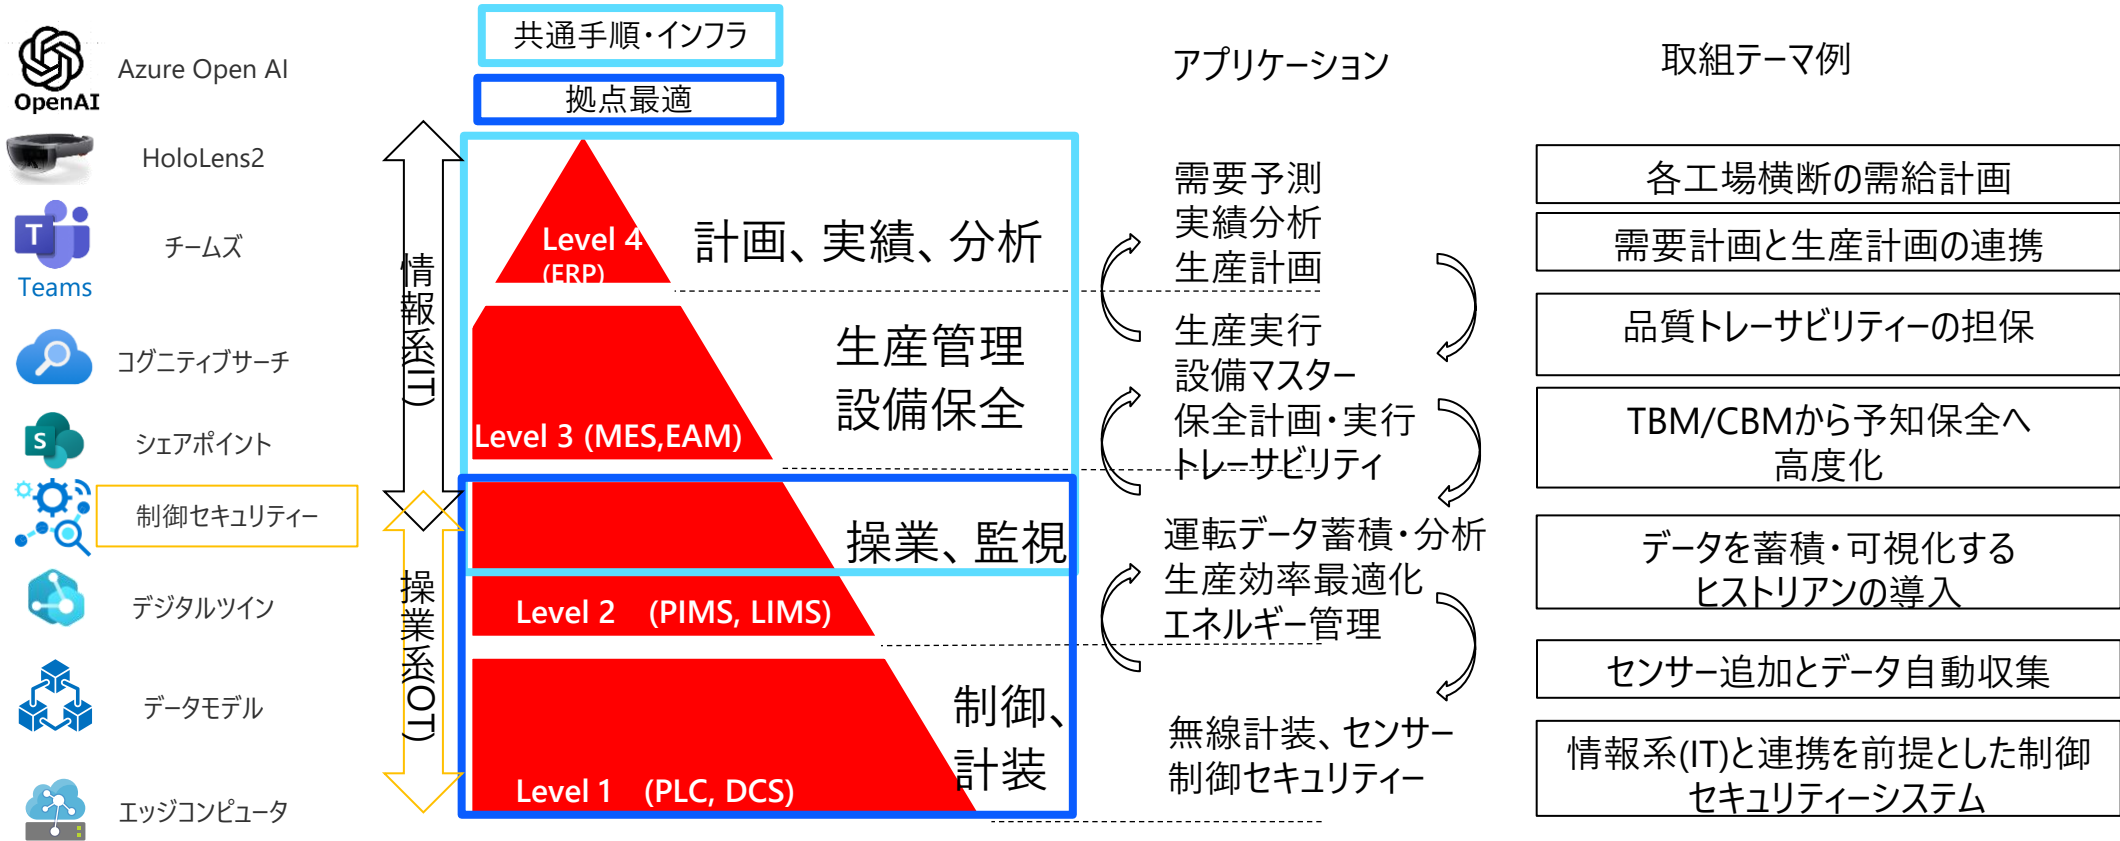 OpenAI
Azure Open AI
HoloLens2
チームズ
Teams
コグニティブサーチ
シェアポイント
制御セキュリティー
デジタルツイン
データモデル
エッジコンピュータ
共通手順・インフラ
拠点最適
情報系(IT)
操業系(OT)
Level 4
(ERP)
計画、実績、分析
Level 3 (MES,EAM)
生産管理
設備保全
操業、監視
Level 2 (PIMS, LIMS)
制御、
計装
Level 1 (PLC, DCS)
アプリケーション
需要予測
実績分析
生産計画
生産実行
設備マスター
保全計画・実行
トレーサビリティ
運転データ蓄積・分析
生産効率最適化
エネルギー管理
無線計装、センサー
制御セキュリティー
取組テーマ例
各工場横断の需給計画
需要計画と生産計画の連携
品質トレーサビリティーの担保
TBM/CBMから予知保全へ
高度化
データを蓄積・可視化する
ヒストリアンの導入
センサー追加とデータ自動収集
情報系(IT)と連携を前提とした制御
セキュリティーシステム